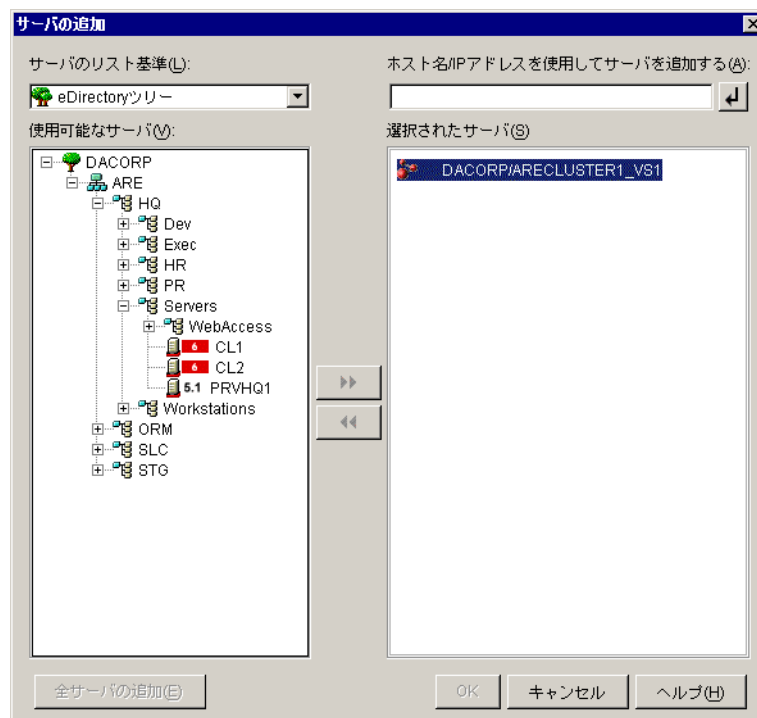 サーバの追加
サーバのリスト基準(L):
eDirectoryツリー
使用可能なサーバ(V):
DACORP
ARE
HQ
Dev
Exec
HR
PR
Servers
WebAccess
6 CL1
6 CL2
5.1 PRVHQ1
Workstations
ORM
SLC
STG
ホスト名/IPアドレスを使用してサーバを追加する(A):
選択されたサーバ(S)
DACORP/ARECLUSTER1_VS1
全サーバの追加(E)
OK
キャンセル
ヘルプ(H)